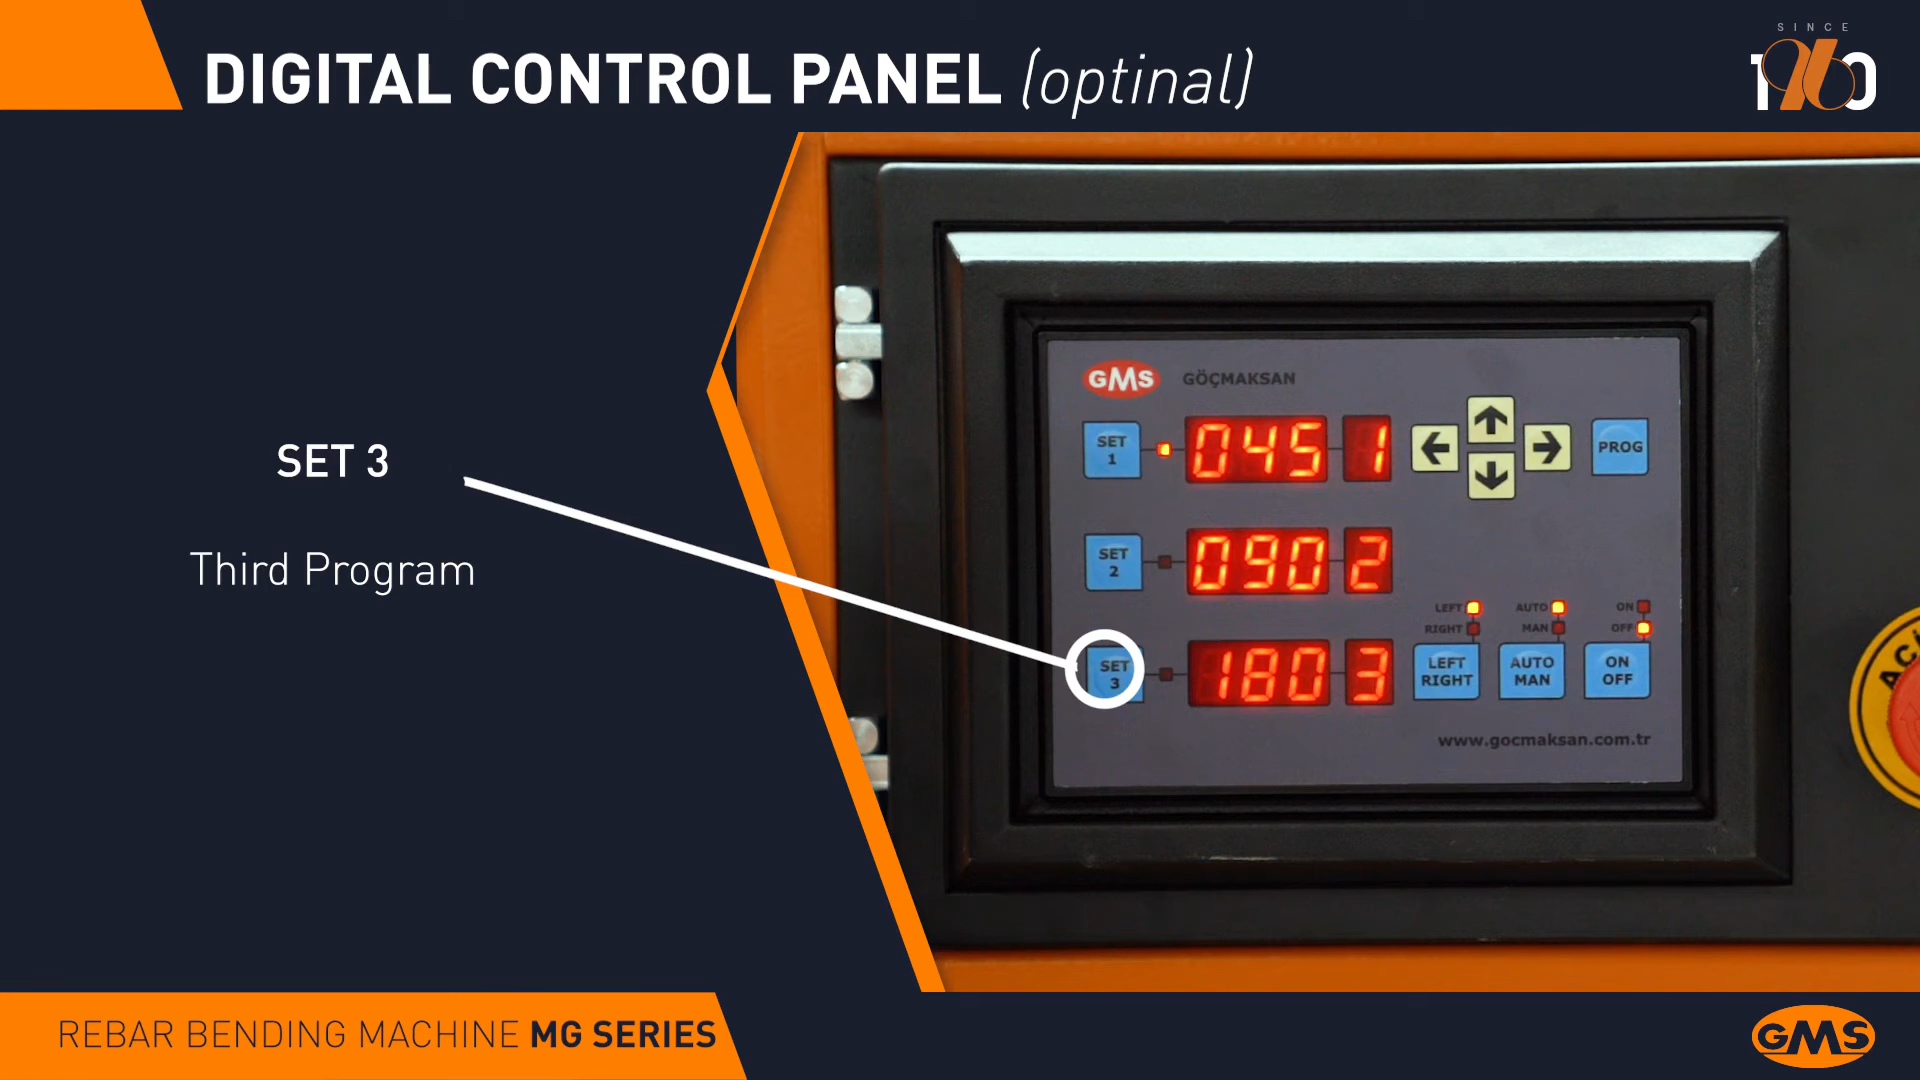 DIGITAL CONTROL PANEL (optinal)
SINCE
1960
GMS GÖÇMAKSAN
SET 1 045 1 PROG
SET 2 090 2
LEFT AUTO ON
RIGHT MAN OFF
SET 3 180 3 LEFT RIGHT AUTO MAN ON OFF
www.gocmaksan.com.tr
SET 3
Third Program
REBAR BENDING MACHINE MG SERIES
GMS